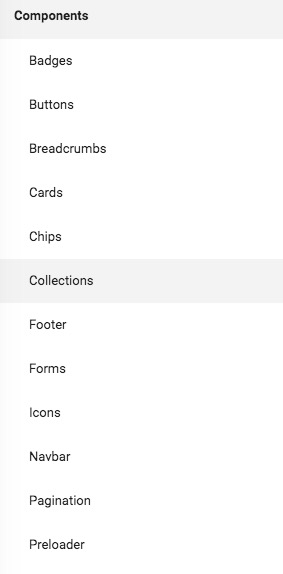 Components
Badges
Buttons
Breadcrumbs
Cards
Chips
Collections
Footer
Forms
Icons
Navbar
Pagination
Preloader